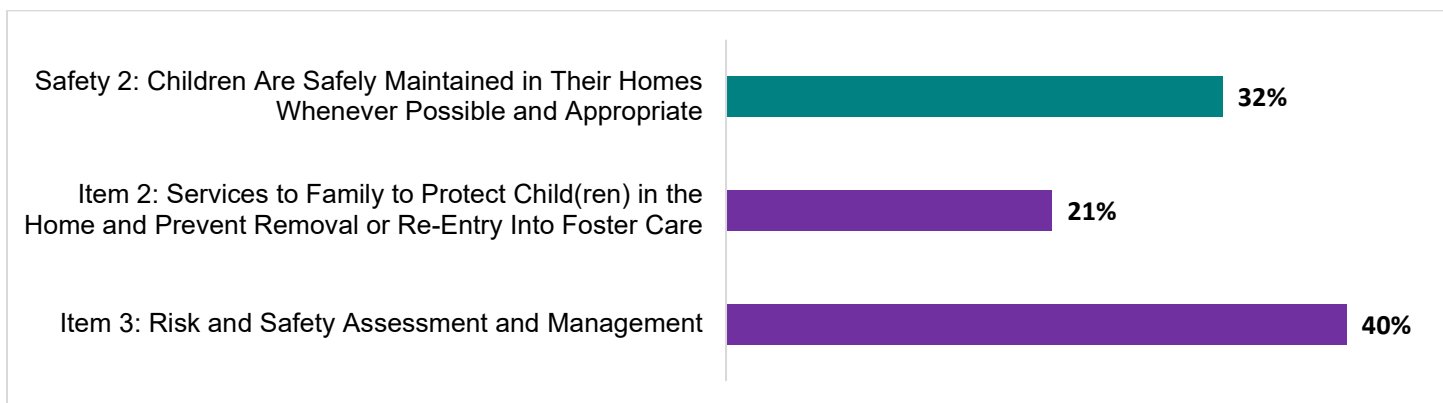 Safety 2: Children Are Safely Maintained in Their Homes
Whenever Possible and Appropriate
32%
Item 2: Services to Family to Protect Child(ren) in the
Home and Prevent Removal or Re-Entry Into Foster Care
21%
Item 3: Risk and Safety Assessment and Management
40%